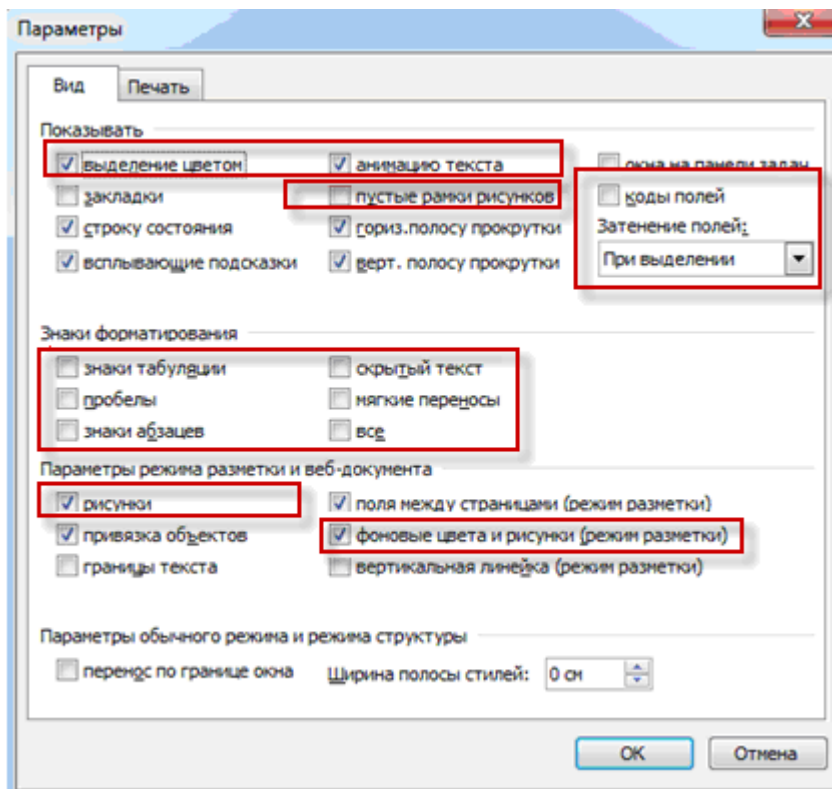 Параметры
Вид Печать
Показывать
выделение цветом анимацию текста окна на панели задач
закладки пустые рамки рисунков коды полей
строку состояния гориз.полосу прокрутки Затенение полей:
всплывающие подсказки верт. полосу прокрутки При выделении
Знаки форматирования
знаки табуляции скрытый текст
пробелы мягкие переносы
знаки абзацев все
Параметры режима разметки и веб-документа
рисунки поля между страницами (режим разметки)
привязка объектов фоновые цвета и рисунки (режим разметки)
границы текста вертикальная линейка (режим разметки)
Параметры обычного режима и режима структуры
перенос по границе окна Ширина полосы стилей: 0 см
ОК Отмена